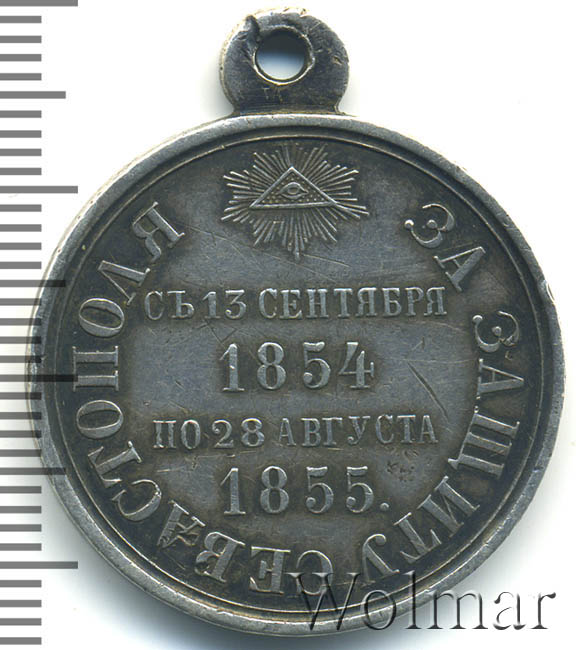 ЗА ЗАЩИТУ СЕВАСТОПОЛЯ
СЪ 13 СЕНТЯБРЯ
1854
ПО 28 АВГУСТА
1855.
Wolmar